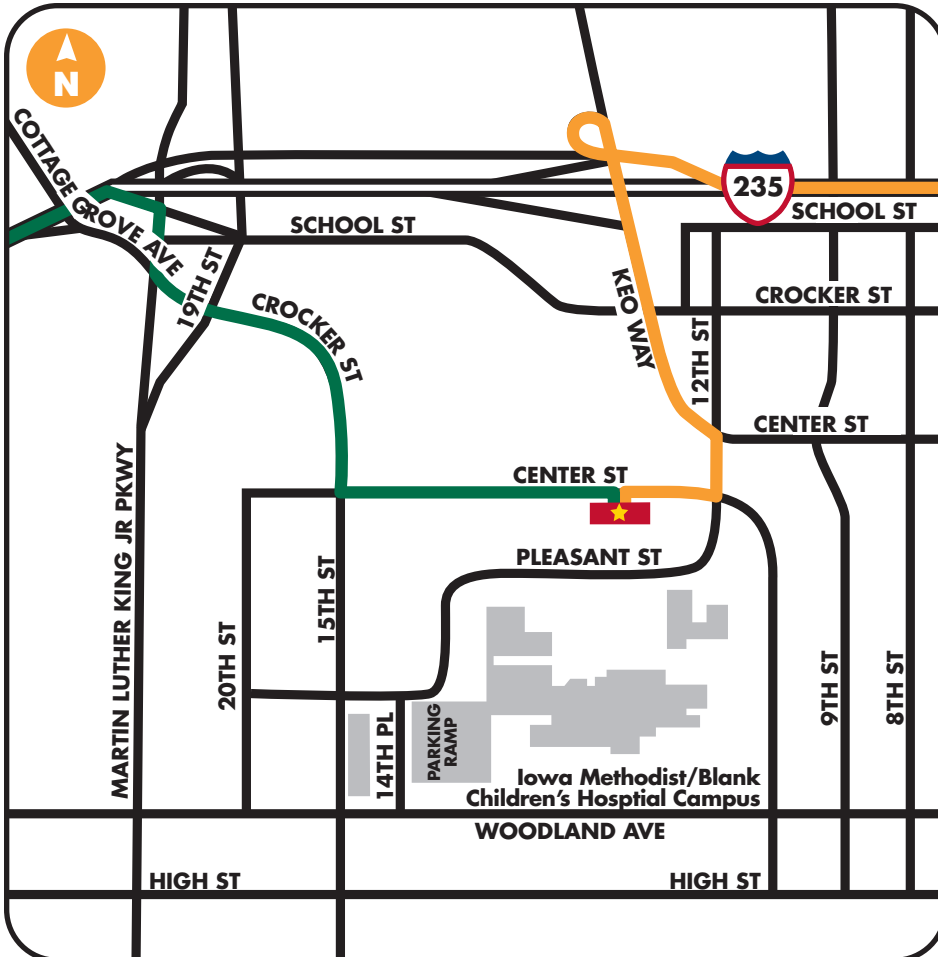 N
COTTAGE GROVE AVE
235
SCHOOL ST
SCHOOL ST
19TH ST
KEO WAY
CROCKER ST
CROCKER ST
12TH ST
CENTER ST
CENTER ST
MARTIN LUTHER KING JR PKWY
PLEASANT ST
15TH ST
20TH ST
9TH ST
8TH ST
14TH PL
PARKING
RAMP
Iowa Methodist/Blank
Children's Hosptial Campus
WOODLAND AVE
HIGH ST
HIGH ST